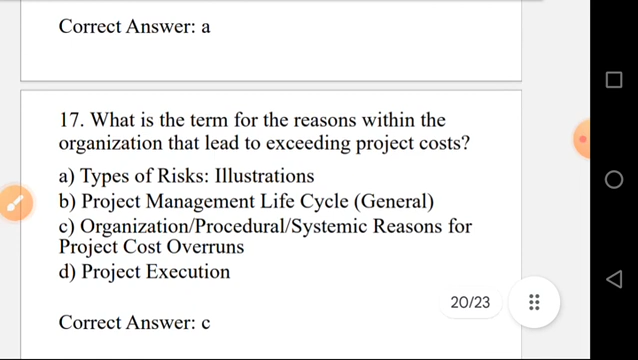 Correct Answer: a
17. What is the term for the reasons within the
organization that lead to exceeding project costs?
a) Types of Risks: Illustrations
b) Project Management Life Cycle (General)
c) Organization/Procedural/Systemic Reasons for
Project Cost Overruns
d) Project Execution
20/23
Correct Answer: c